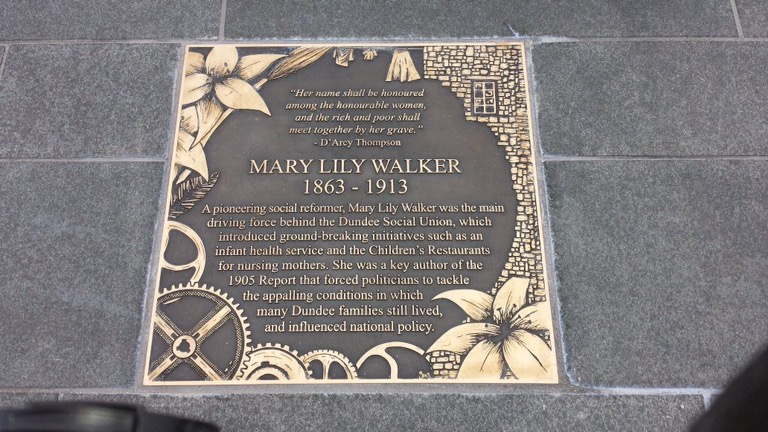 “Her name shall be honoured
among the honourable women,
and the rich and poor shall
meet together by her grave.”
- D’Arcy Thompson
MARY LILY WALKER
1863 - 1913
A pioneering social reformer, Mary Lily Walker was the main
driving force behind the Dundee Social Union, which
introduced ground-breaking initiatives such as an
infant health service and the Children’s Restaurants
for nursing mothers. She was a key author of the
1905 Report that forced politicians to tackle
the appalling conditions in which
many Dundee families still lived,
and influenced national policy.